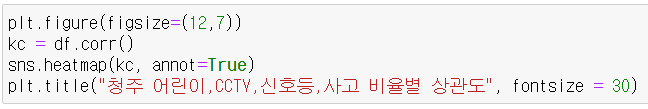 plt.figure(figsize=(12,7))
kc = df.corr()
sns.heatmap(kc, annot=True)
plt.title("청주 어린이,CCTV,신호등,사고 비율별 상관도", fontsize = 30)